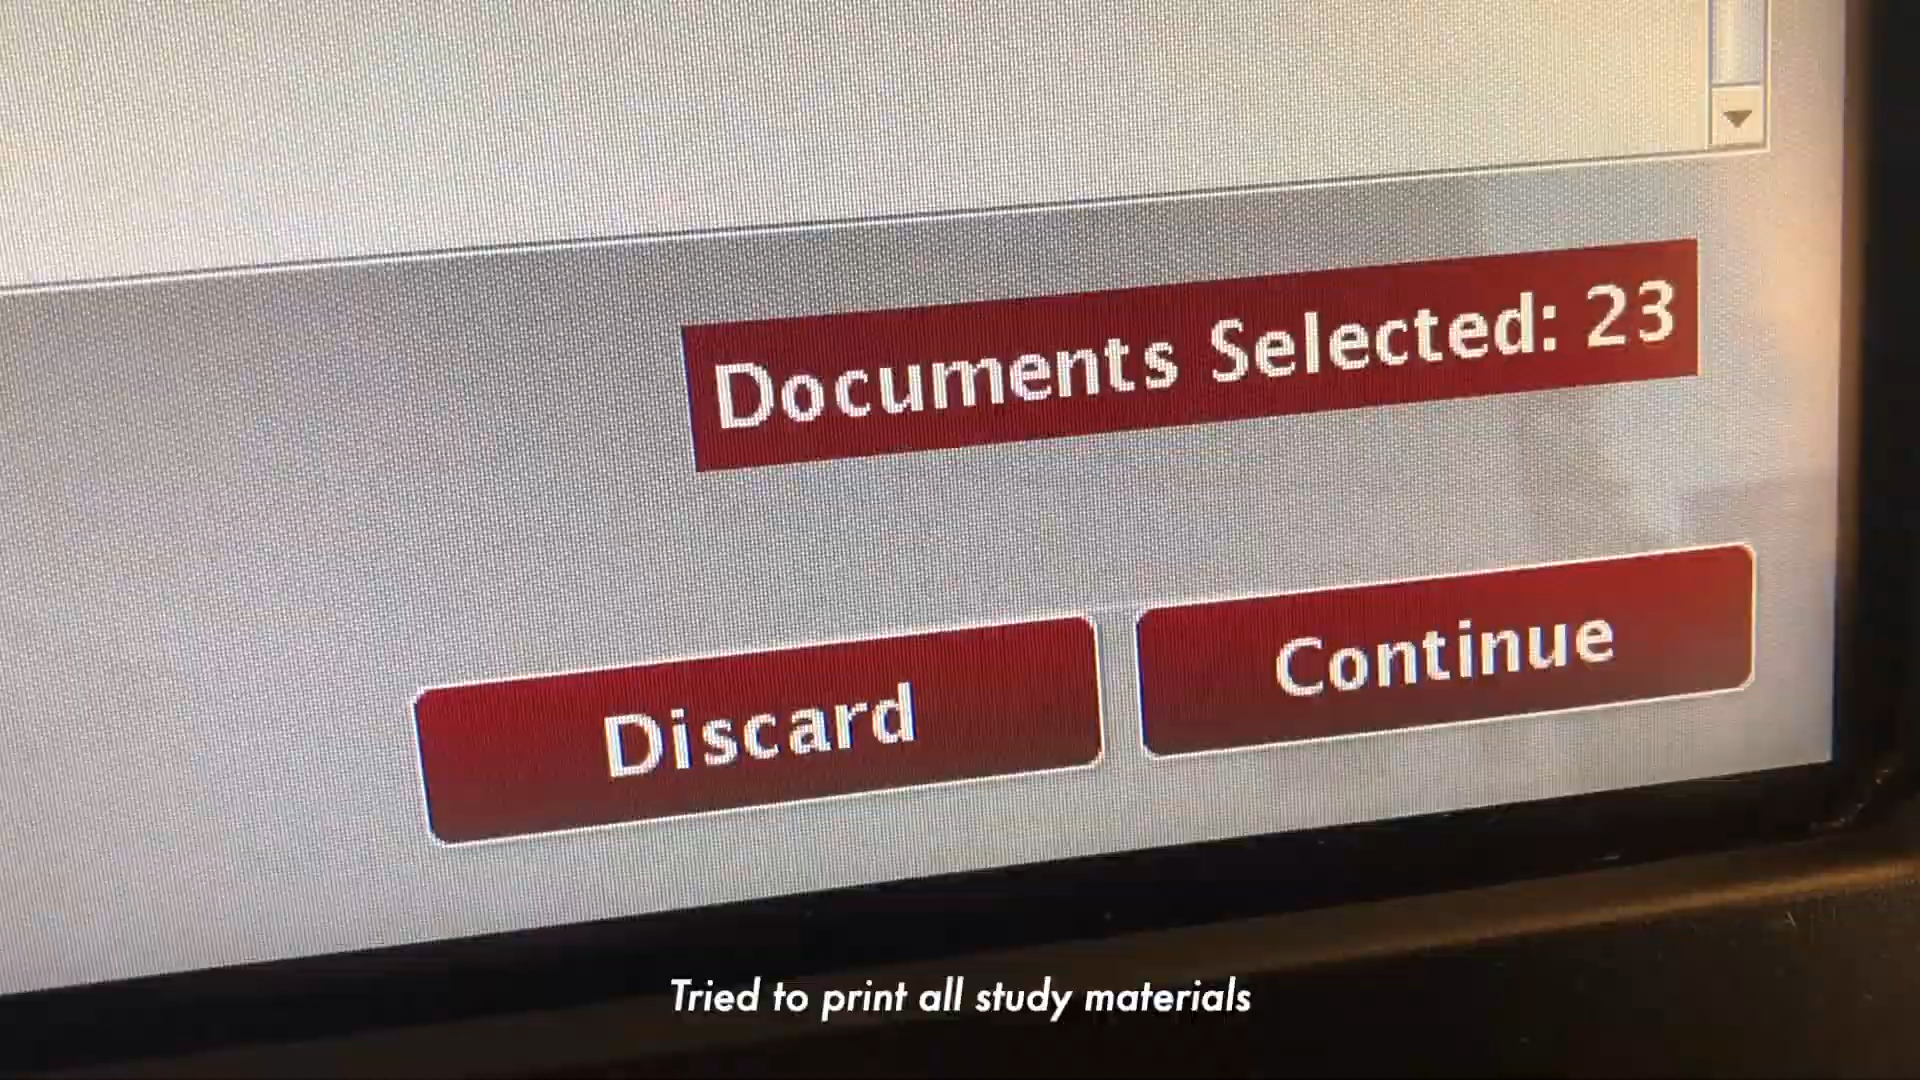 Documents Selected: 23
Discard
Continue
Tried to print all study materials